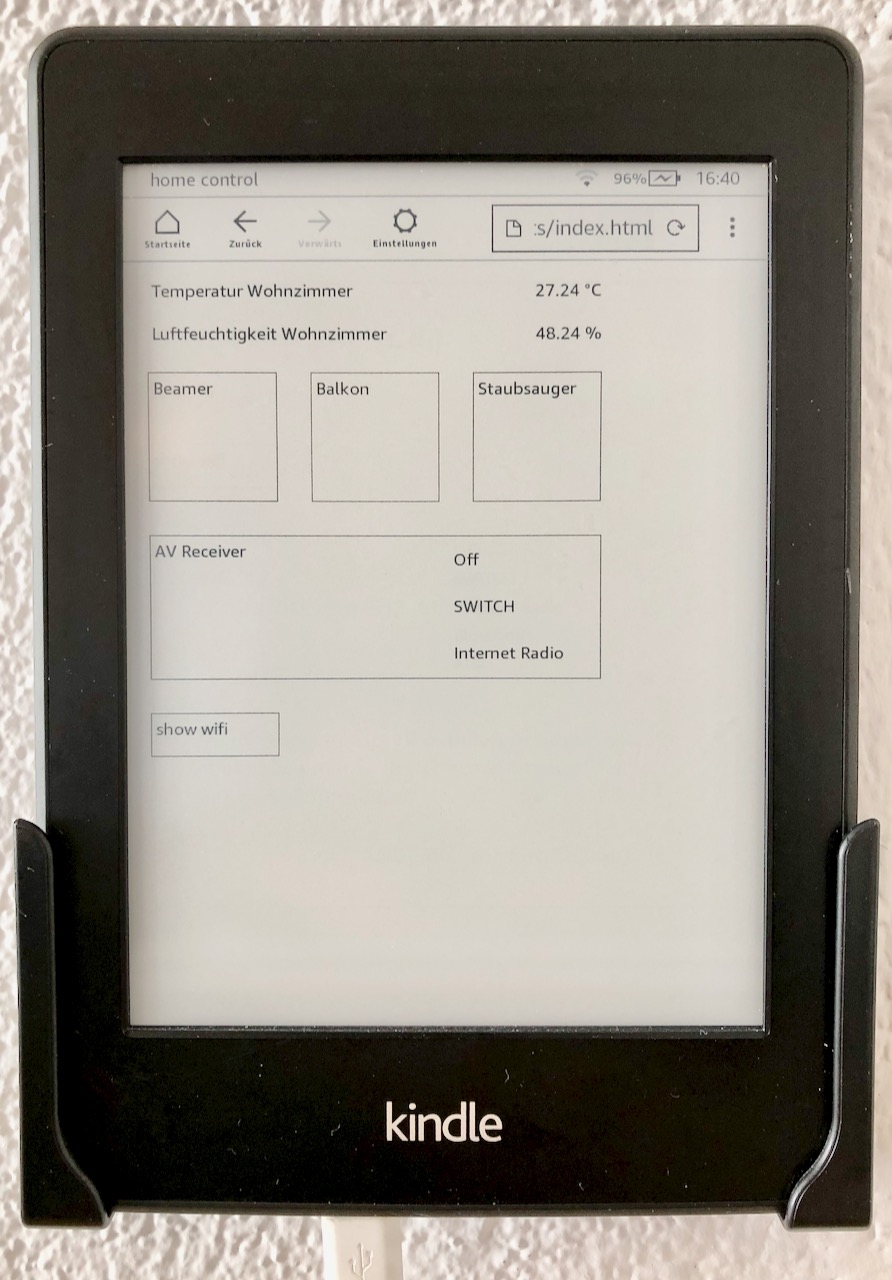 home control 96% 16:40
:s/index.html
Startseite Zurück Vorwärts Einstellungen
Temperatur Wohnzimmer 27.24 °C
Luftfeuchtigkeit Wohnzimmer 48.24 %
Beamer Balkon Staubsauger
AV Receiver
Off
SWITCH
Internet Radio
show wifi
kindle